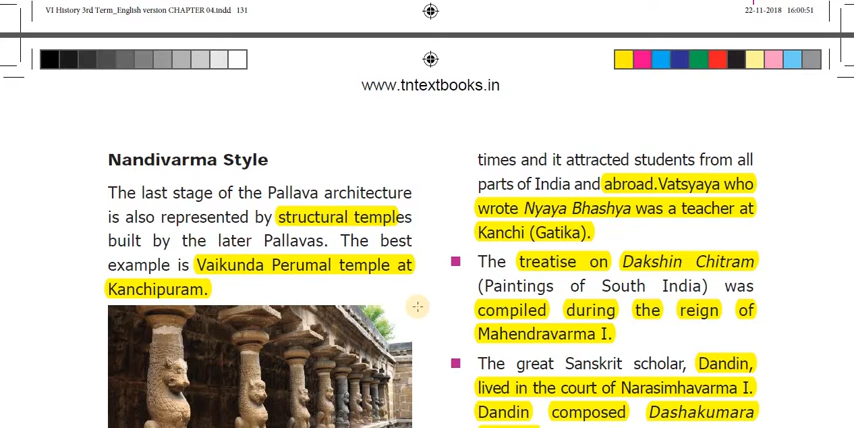 VI History 3rd Term_English version CHAPTER 04.indd 131
22-11-2018 16:00:51
www.tntextbooks.in
Nandivarma Style
The last stage of the Pallava architecture
is also represented by structural temples
built by the later Pallavas. The best
example is Vaikunda Perumal temple at
Kanchipuram.
times and it attracted students from all
parts of India and abroad.Vatsyaya who
wrote Nyaya Bhashya was a teacher at
Kanchi (Gatika).
The treatise on Dakshin Chitram
(Paintings of South India) was
compiled during the reign of
Mahendravarma I.
The great Sanskrit scholar, Dandin,
lived in the court of Narasimhavarma I.
Dandin composed Dashakumara